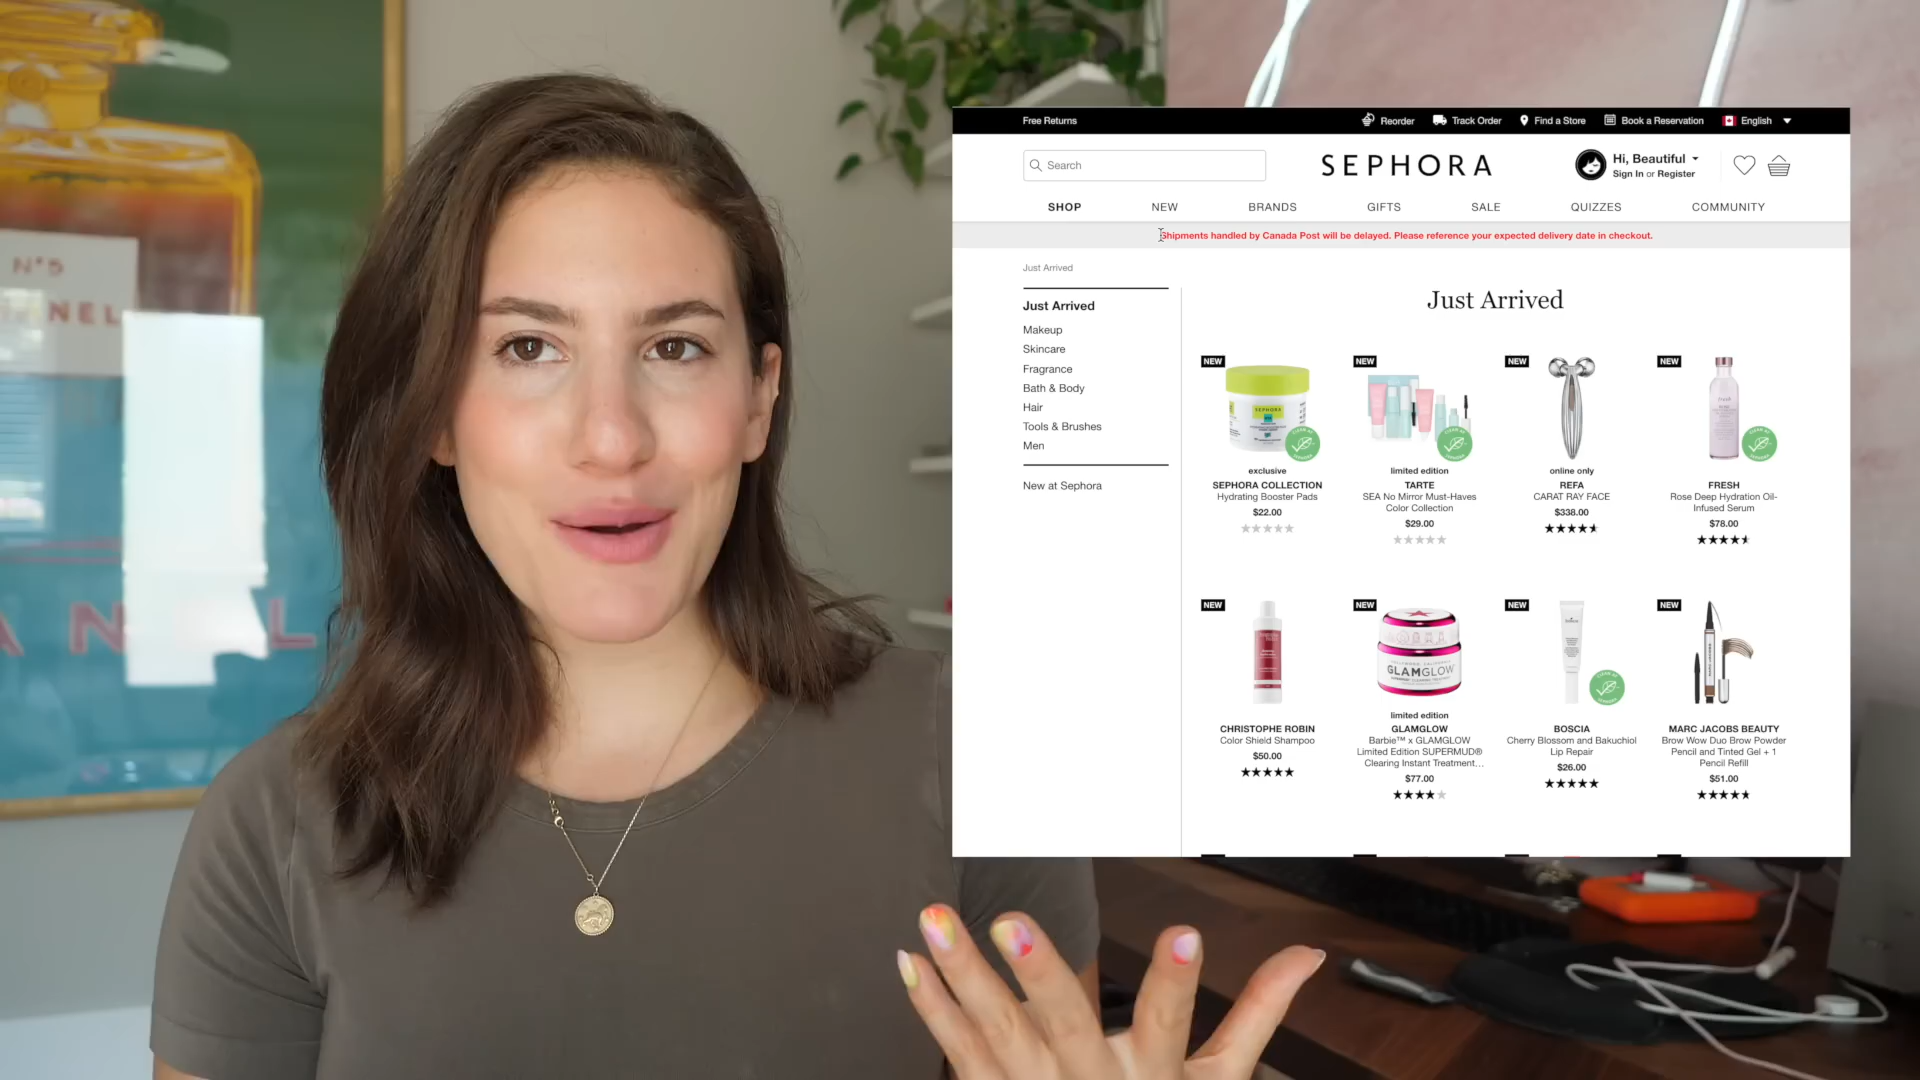 N°5
NEL
A N L
Free Returns
Reorder
Track Order
Find a Store
Book a Reservation
English
Search
SEPHORA
Hi, Beautiful
Sign In or Register
SHOP
NEW
BRANDS
GIFTS
SALE
QUIZZES
COMMUNITY
Shipments handled by Canada Post will be delayed. Please reference your expected delivery date in checkout.
Just Arrived
Just Arrived
Makeup
Skincare
Fragrance
Bath & Body
Hair
Tools & Brushes
Men
New at Sephora
Just Arrived
NEW
SEPHORA
exclusive
SEPHORA COLLECTION
Hydrating Booster Pads
$22.00
NEW
limited edition
TARTE
SEA No Mirror Must-Haves
Color Collection
$29.00
NEW
online only
REFA
CARAT RAY FACE
$338.00
NEW
FRESH
Rose Deep Hydration Oil-
Infused Serum
$78.00
NEW
CHRISTOPHE ROBIN
Color Shield Shampoo
$50.00
NEW
GLAMGLOW
limited edition
GLAMGLOW
Barbie™ x GLAMGLOW
Limited Edition SUPERMUD®
Clearing Instant Treatment…
$77.00
NEW
BOSCIA
Cherry Blossom and Bakuchiol
Lip Repair
$26.00
NEW
MARC JACOBS BEAUTY
Brow Wow Duo Brow Powder
Pencil and Tinted Gel + 1
Pencil Refill
$51.00